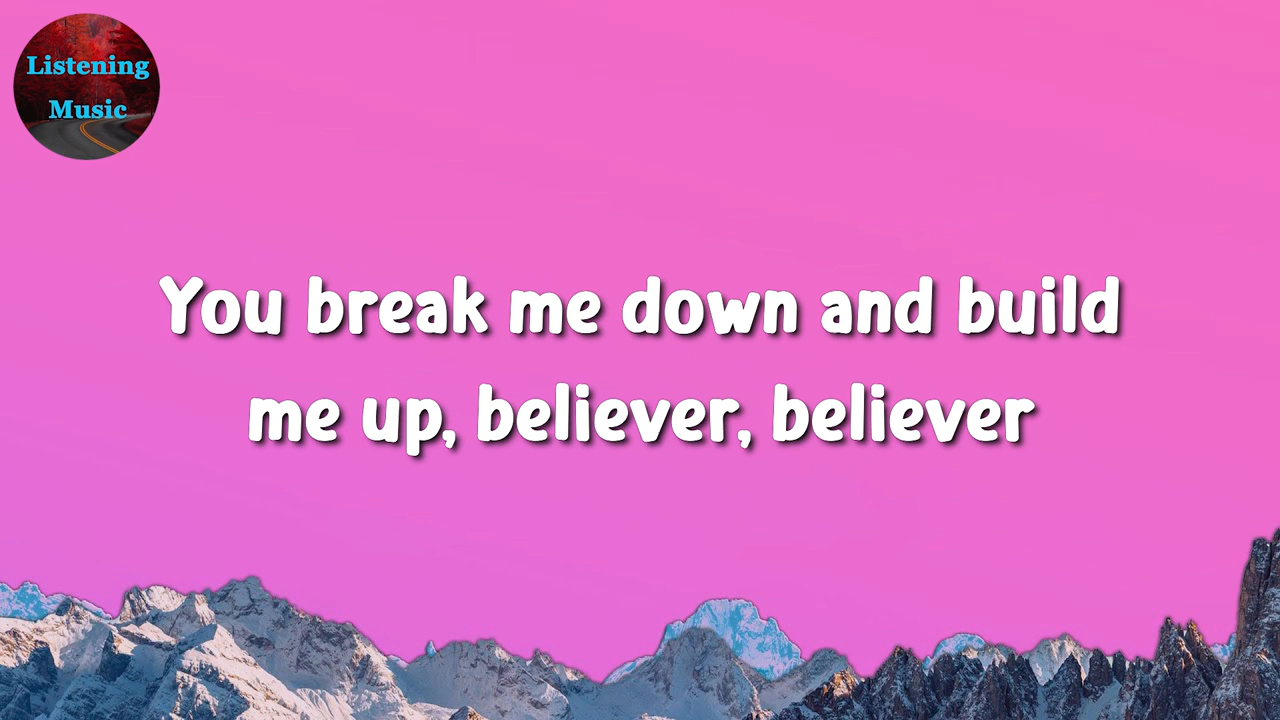 Listening
Music
You break me down and build
me up, believer, believer